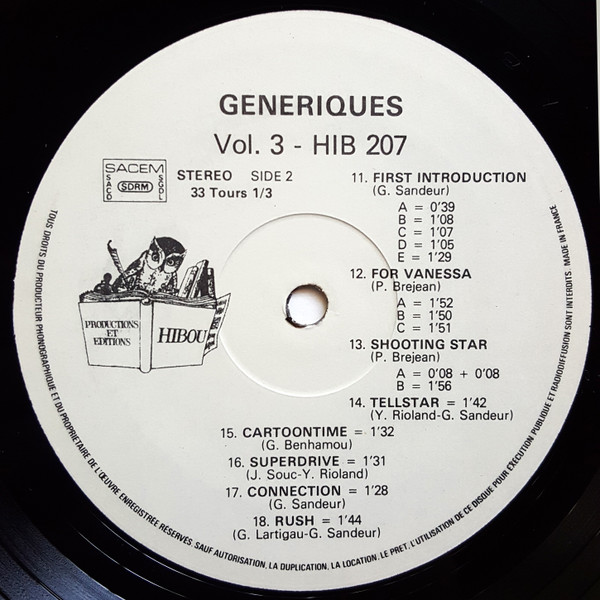 GENERIQUES
Vol. 3 - HIB 207
SACEM
SACD
SDRM
SGDL
STEREO SIDE 2
33 Tours 1/3
11. FIRST INTRODUCTION
(G. Sandeur)
A = 0'39
B = 1'08
C = 1'07
D = 1'05
E = 1'29
12. FOR VANESSA
(P. Brejean)
A = 1'52
B = 1'50
C = 1'51
13. SHOOTING STAR
(P. Brejean)
A = 0'08 + 0'08
B = 1'56
14. TELLSTAR = 1'42
(Y. Rioland-G. Sandeur)
15. CARTOONTIME = 1'32
(G. Benhamou)
16. SUPERDRIVE = 1'31
(J. Souc-Y. Rioland)
17. CONNECTION = 1'28
(G. Sandeur)
18. RUSH = 1'44
(G. Lartigau-G. Sandeur)
PRODUCTIONS
ET
EDITIONS
HIBOU
TOUS DROITS DU PRODUCTEUR PHONOGRAPHIQUE ET DU PROPRIETAIRE DE L'ŒUVRE ENREGISTREE RESERVES. SAUF AUTORISATION, LA DUPLICATION, LA LOCATION, LE PRET, L'UTILISATION DE CE DISQUE POUR EXECUTION PUBLIQUE ET RADIODIFFUSION SONT INTERDITS. MADE IN FRANCE